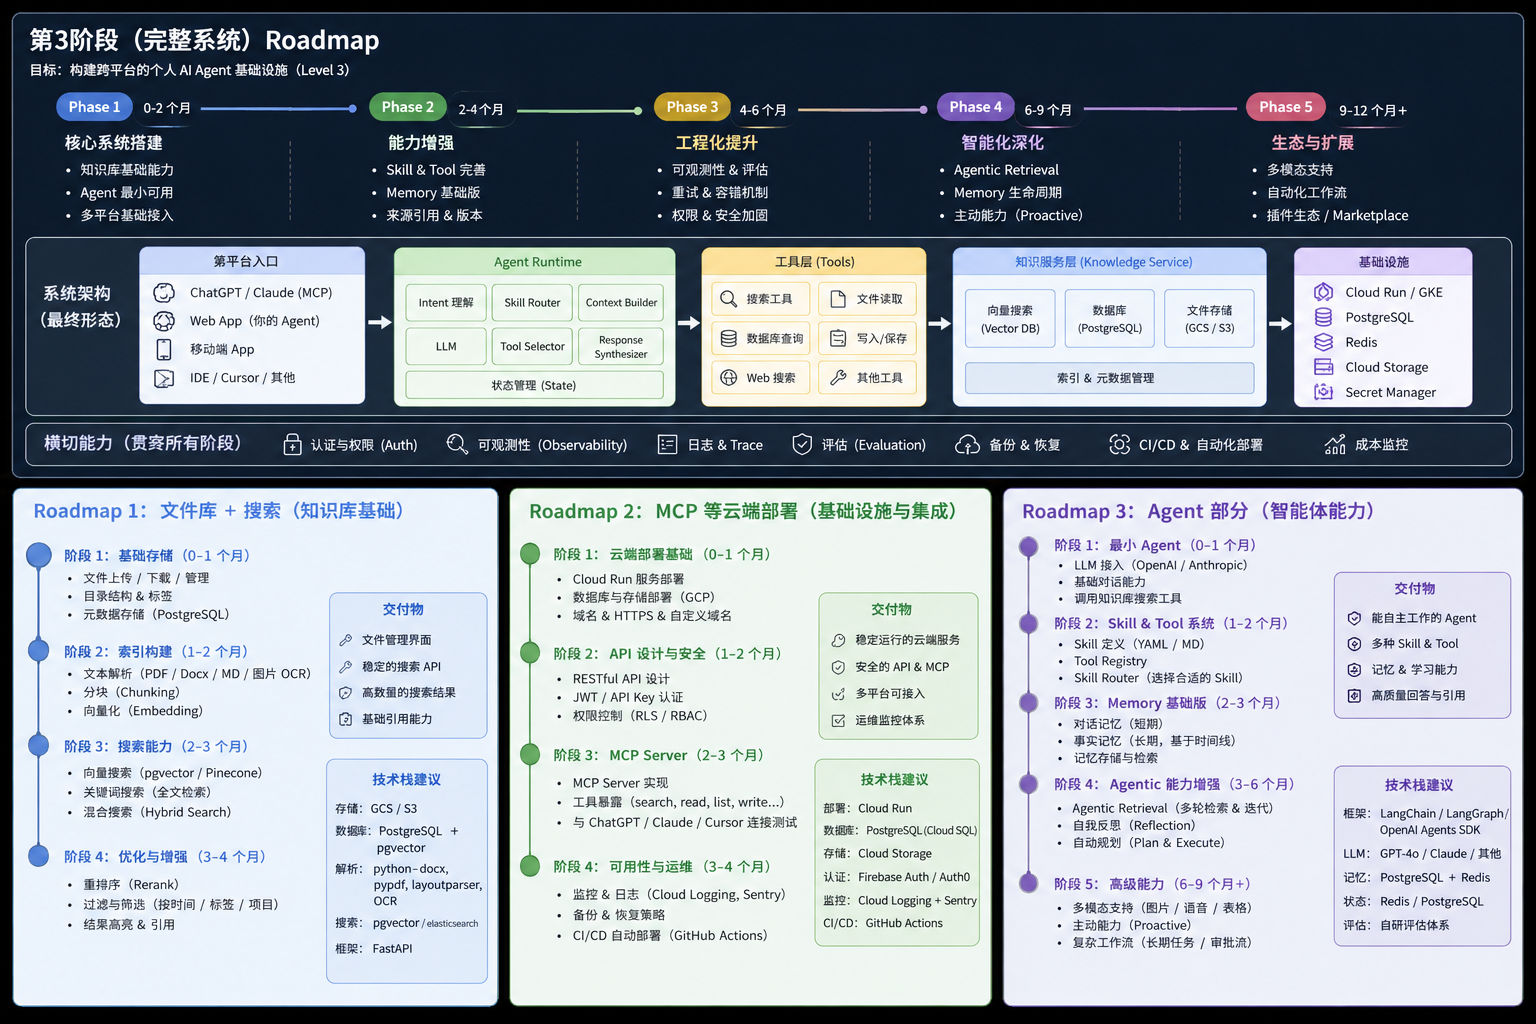 第3阶段（完整系统）Roadmap
目标：构建跨平台的个人 AI Agent 基础设施（Level 3）
Phase 1
0-2 个月
Phase 2
2-4个月
Phase 3
4-6 个月
Phase 4
6-9 个月
Phase 5
9-12 个月+
核心系统搭建
• 知识库基础能力
• Agent 最小可用
• 多平台基础接入
能力增强
• Skill & Tool 完善
• Memory 基础版
• 来源引用 & 版本
工程化提升
• 可观测性 & 评估
• 重试 & 容错机制
• 权限 & 安全加固
智能化深化
• Agentic Retrieval
• Memory 生命周期
• 主动能力（Proactive）
生态与扩展
• 多模态支持
• 自动化工作流
• 插件生态 / Marketplace
系统架构
（最终形态）
第平台入口
ChatGPT / Claude (MCP)
Web App（你的 Agent）
移动端 App
IDE / Cursor / 其他
Agent Runtime
Intent 理解
Skill Router
Context Builder
LLM
Tool Selector
Response
Synthesizer
状态管理 (State)
工具层 (Tools)
搜索工具
文件读取
数据库查询
写入/保存
Web 搜索
其他工具
知识服务层 (Knowledge Service)
向量搜索
(Vector DB)
数据库
(PostgreSQL)
文件存储
(GCS / S3)
索引 & 元数据管理
基础设施
Cloud Run / GKE
PostgreSQL
Redis
Cloud Storage
Secret Manager
横切能力（贯穿所有阶段）
认证与权限 (Auth)
可观测性 (Observability)
日志 & Trace
评估 (Evaluation)
备份 & 恢复
CI/CD & 自动化部署
成本监控
Roadmap 1：文件库 + 搜索（知识库基础）
阶段 1：基础存储（0–1 个月）
• 文件上传 / 下载 / 管理
• 目录结构 & 标签
• 元数据存储（PostgreSQL）
阶段 2：索引构建（1–2 个月）
• 文本解析（PDF / Docx / MD / 图片 OCR）
• 分块（Chunking）
• 向量化（Embedding）
阶段 3：搜索能力（2–3 个月）
• 向量搜索（pgvector / Pinecone）
• 关键词搜索（全文检索）
• 混合搜索（Hybrid Search）
阶段 4：优化与增强（3–4 个月）
• 重排序（Rerank）
• 过滤与筛选（按时间 / 标签 / 项目）
• 结果高亮 & 引用
交付物
文件管理界面
稳定的搜索 API
高数量的搜索结果
基础引用能力
技术栈建议
存储：GCS / S3
数据库：PostgreSQL +
pgvector
解析：python-docx,
pypdf, layoutparser,
OCR
搜索：pgvector / elasticsearch
框架：FastAPI
Roadmap 2：MCP 等云端部署（基础设施与集成）
阶段 1：云端部署基础（0–1 个月）
• Cloud Run 服务部署
• 数据库与存储部署（GCP）
• 域名 & HTTPS & 自定义域名
阶段 2：API 设计与安全（1–2 个月）
• RESTful API 设计
• JWT / API Key 认证
• 权限控制（RLS / RBAC）
阶段 3：MCP Server（2–3 个月）
• MCP Server 实现
• 工具暴露（search, read, list, write...）
• 与 ChatGPT / Claude / Cursor 连接测试
阶段 4：可用性与运维（3–4 个月）
• 监控 & 日志（Cloud Logging, Sentry）
• 备份 & 恢复策略
• CI/CD 自动部署（GitHub Actions）
交付物
稳定运行的云端服务
安全的 API & MCP
多平台可接入
运维监控体系
技术栈建议
部署：Cloud Run
数据库：PostgreSQL (Cloud SQL)
存储：Cloud Storage
认证：Firebase Auth / Auth0
监控：Cloud Logging + Sentry
CI/CD：GitHub Actions
Roadmap 3：Agent 部分（智能体能力）
阶段 1：最小 Agent（0–1 个月）
• LLM 接入（OpenAI / Anthropic）
• 基础对话能力
• 调用知识库搜索工具
阶段 2：Skill & Tool 系统（1–2 个月）
• Skill 定义（YAML / MD）
• Tool Registry
• Skill Router（选择合适的 Skill）
阶段 3：Memory 基础版（2–3 个月）
• 对话记忆（短期）
• 事实记忆（长期，基于时间线）
• 记忆存储与检索
阶段 4：Agentic 能力增强（3–6 个月）
• Agentic Retrieval（多轮检索 & 迭代）
• 自我反思（Reflection）
• 自动规划（Plan & Execute）
阶段 5：高级能力（6–9 个月+）
• 多模态支持（图片 / 语音 / 表格）
• 主动能力（Proactive）
• 复杂工作流（长期任务 / 审批流）
交付物
能自主工作的 Agent
多种 Skill & Tool
记忆 & 学习能力
高质量回答与引用
技术栈建议
框架：LangChain / LangGraph/
OpenAI Agents SDK
LLM：GPT-4o / Claude / 其他
记忆：PostgreSQL + Redis
状态：Redis / PostgreSQL
评估：自研评估体系